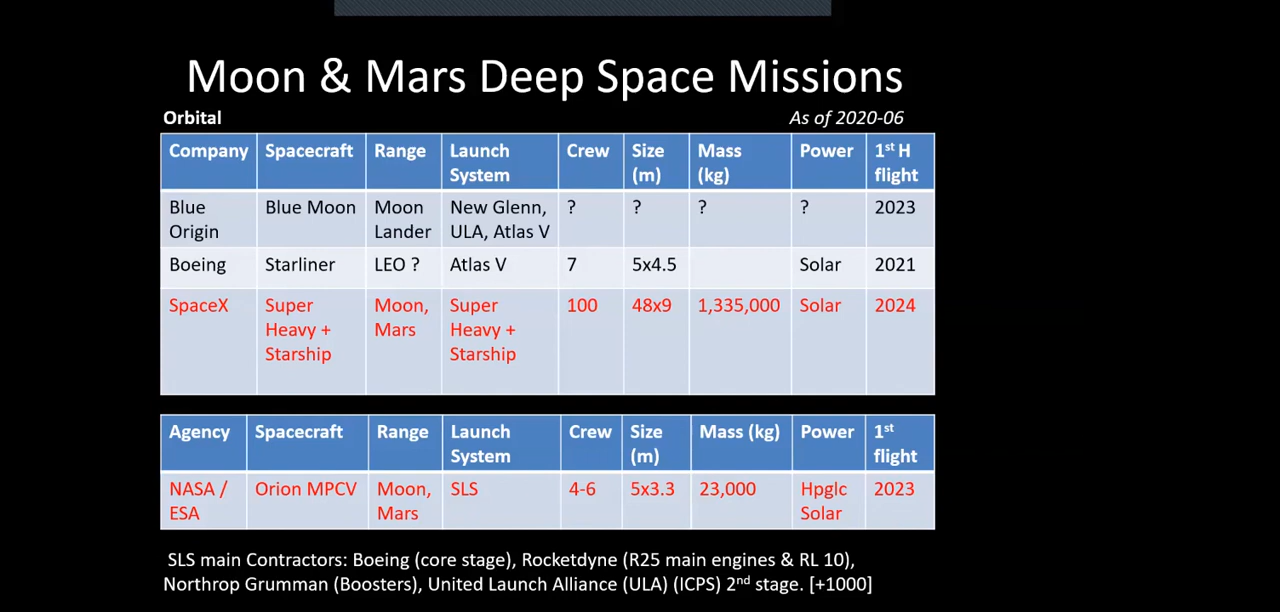 Moon & Mars Deep Space Missions
Orbital
As of 2020-06
Company Spacecraft Range Launch System Crew Size (m) Mass (kg) Power 1st H flight
Blue Origin Blue Moon Moon Lander New Glenn, ULA, Atlas V ? ? ? ? 2023
Boeing Starliner LEO ? Atlas V 7 5x4.5 Solar 2021
SpaceX Super Heavy + Starship Moon, Mars Super Heavy + Starship 100 48x9 1,335,000 Solar 2024
Agency Spacecraft Range Launch System Crew Size (m) Mass (kg) Power 1st flight
NASA / ESA Orion MPCV Moon, Mars SLS 4-6 5x3.3 23,000 Hpglc Solar 2023
SLS main Contractors: Boeing (core stage), Rocketdyne (R25 main engines & RL 10),
Northrop Grumman (Boosters), United Launch Alliance (ULA) (ICPS) 2nd stage. [+1000]